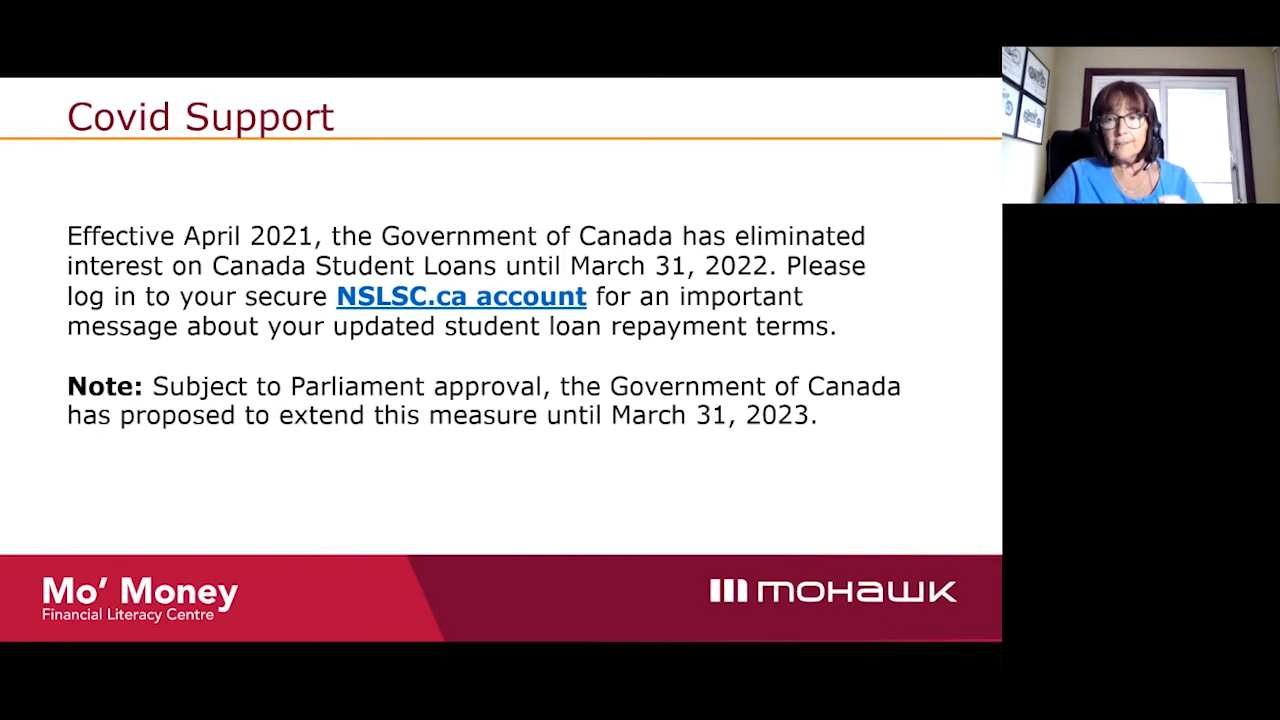 Covid Support
Effective April 2021, the Government of Canada has eliminated
interest on Canada Student Loans until March 31, 2022. Please
log in to your secure NSLSC.ca account for an important
message about your updated student loan repayment terms.
Note: Subject to Parliament approval, the Government of Canada
has proposed to extend this measure until March 31, 2023.
Mo’ Money
Financial Literacy Centre
mohawk